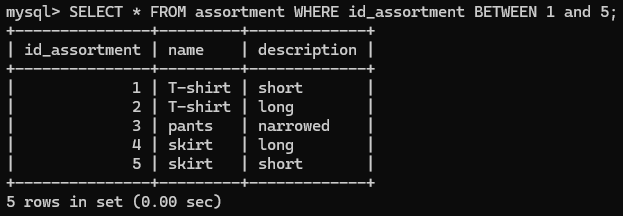 mysql> SELECT * FROM assortment WHERE id_assortment BETWEEN 1 and 5;
+---------------+---------+-------------+
| id_assortment | name    | description |
+---------------+---------+-------------+
|             1 | T-shirt | short       |
|             2 | T-shirt | long        |
|             3 | pants   | narrowed    |
|             4 | skirt   | long        |
|             5 | skirt   | short       |
+---------------+---------+-------------+
5 rows in set (0.00 sec)